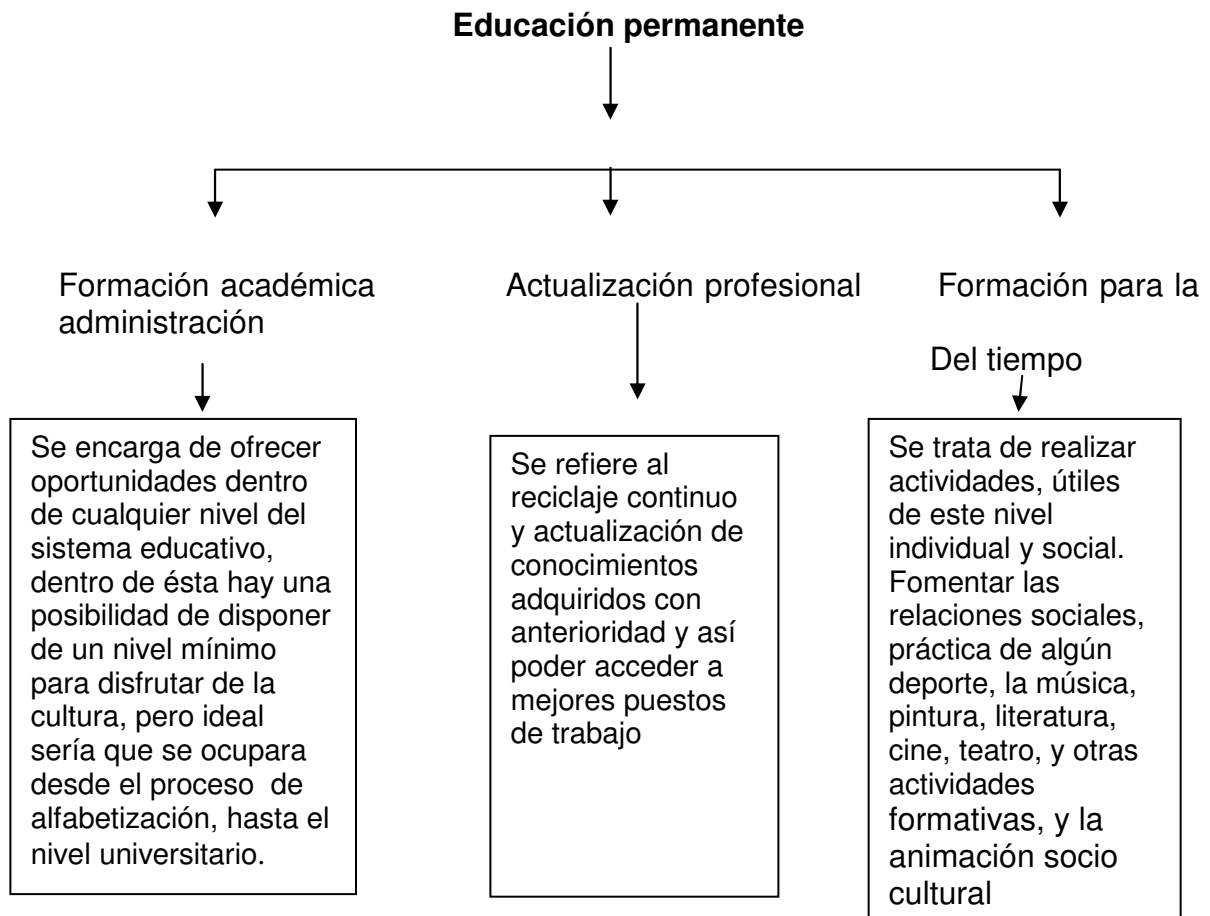 Educación permanente
Formación académica
administración
Actualización profesional
Formación para la
Del tiempo
Se encarga de ofrecer
oportunidades dentro
de cualquier nivel del
sistema educativo,
dentro de ésta hay una
posibilidad de disponer
de un nivel mínimo
para disfrutar de la
cultura, pero ideal
sería que se ocupara
desde el proceso de
alfabetización, hasta el
nivel universitario.
Se refiere al
reciclaje continuo
y actualización de
conocimientos
adquiridos con
anterioridad y así
poder acceder a
mejores puestos
de trabajo
Se trata de realizar
actividades, útiles
de este nivel
individual y social.
Fomentar las
relaciones sociales,
práctica de algún
deporte, la música,
pintura, literatura,
cine, teatro, y otras
actividades
formativas, y la
animación socio
cultural